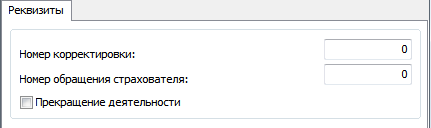 Реквизиты
Номер корректировки: 0
Номер обращения страхователя: 0
Прекращение деятельности